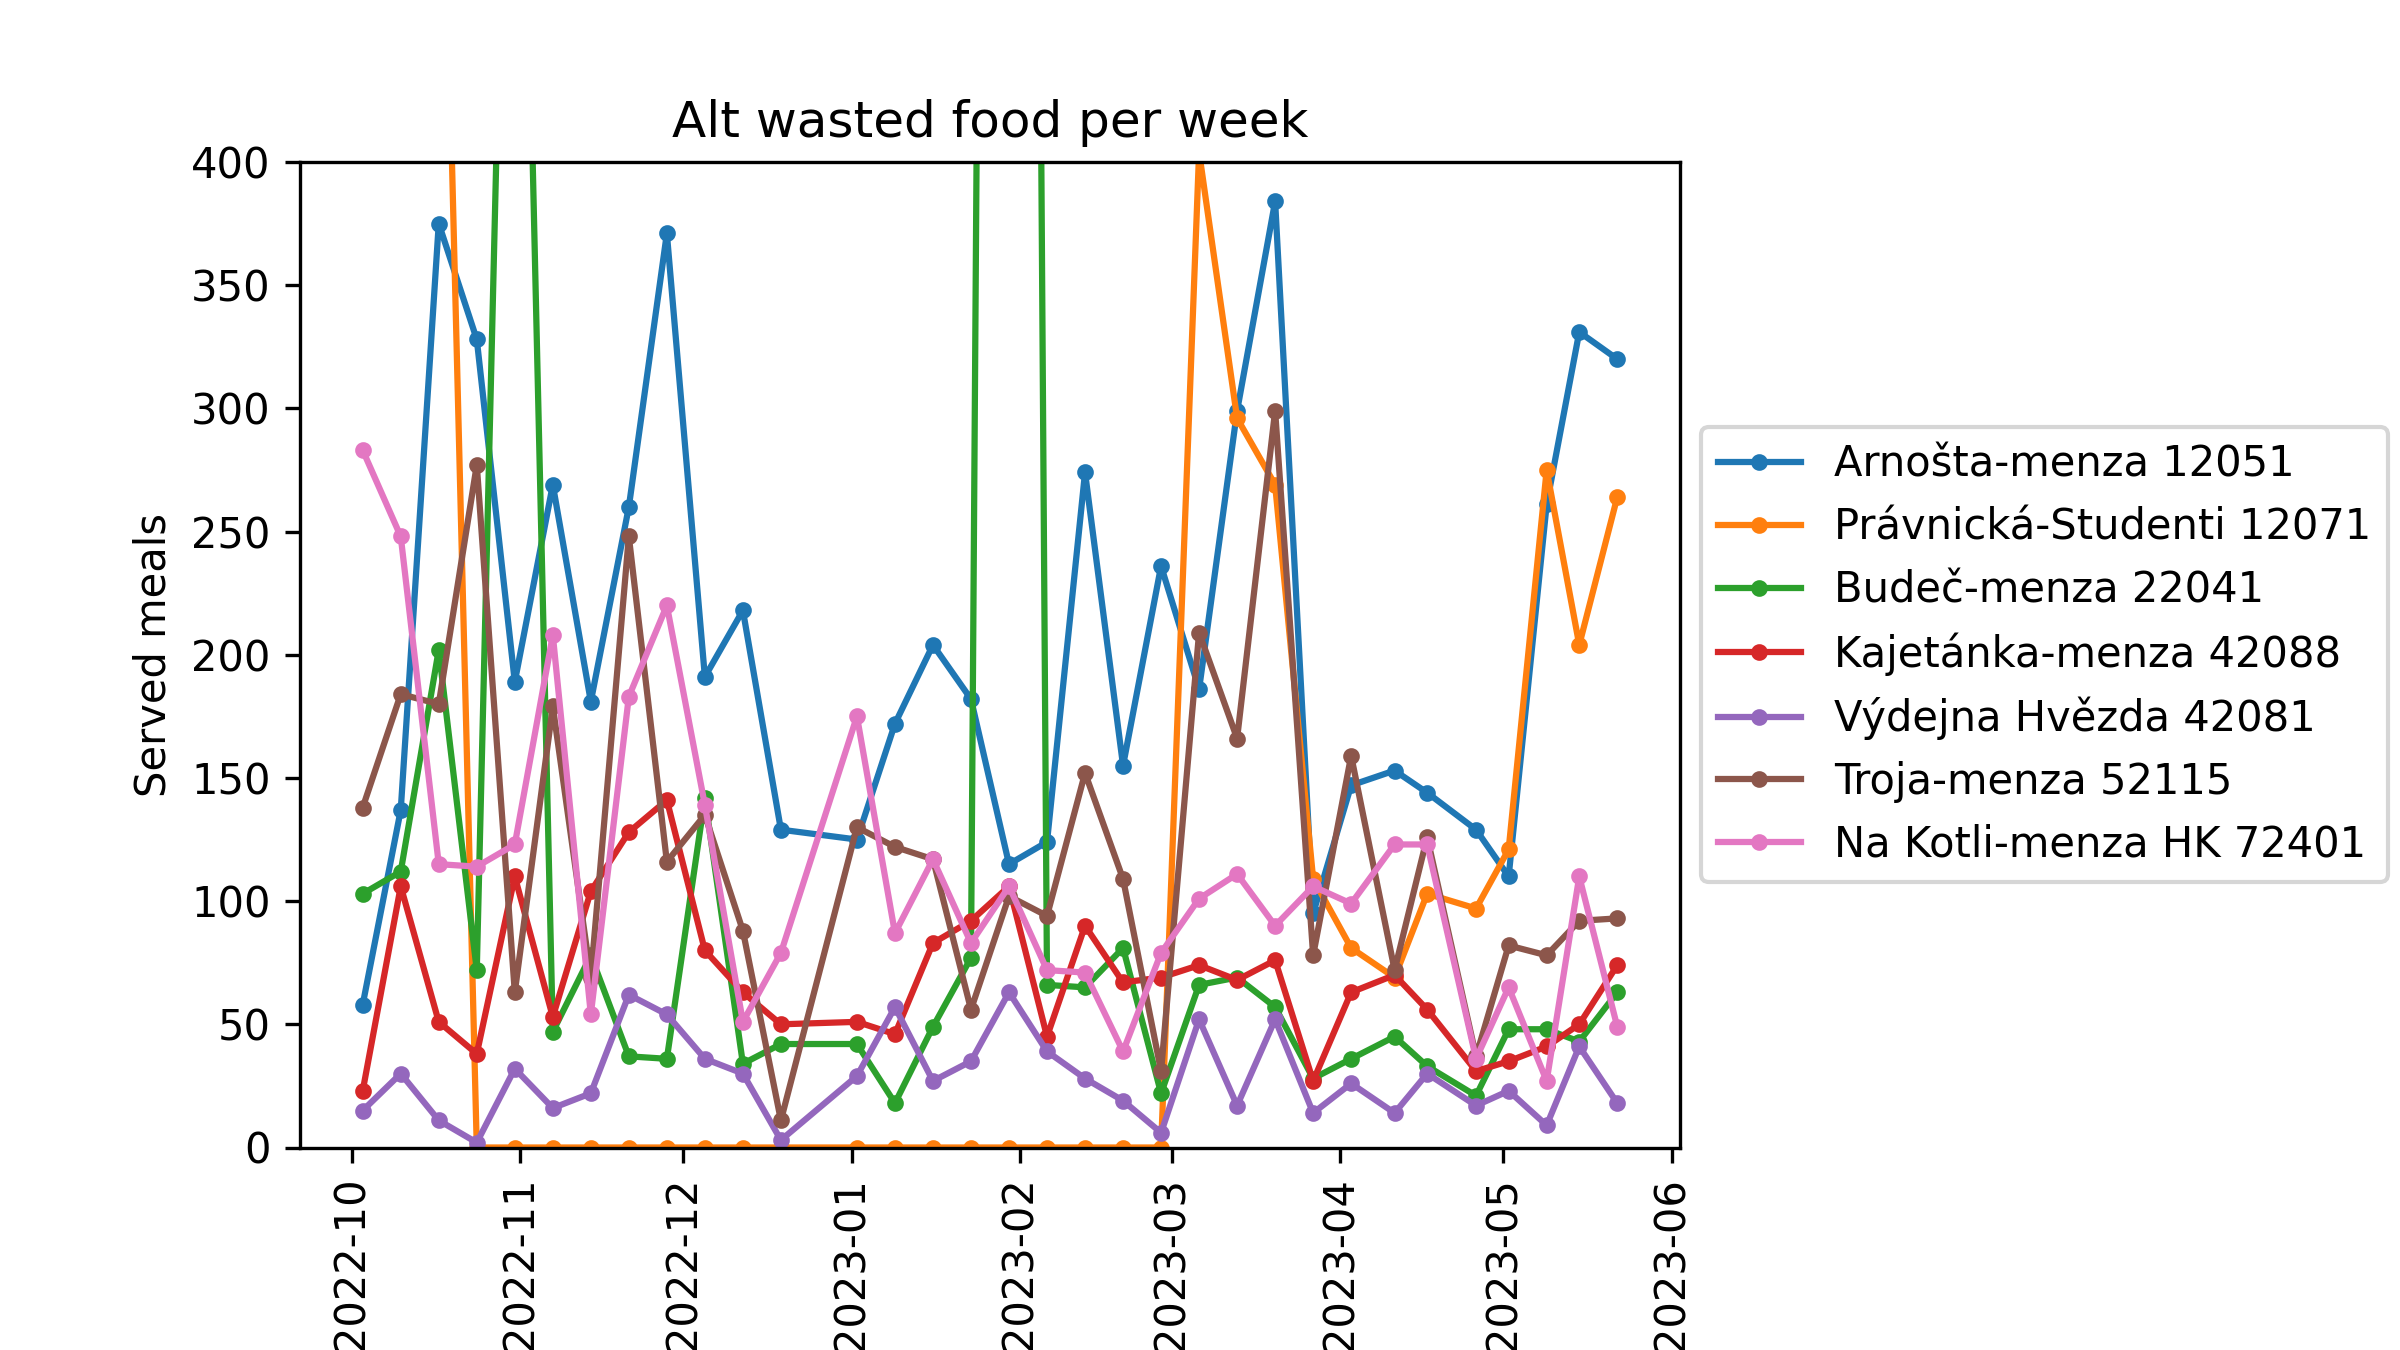 Alt wasted food per week
Served meals
400
350
300
250
200
150
100
50
0
2022-10
2022-11
2022-12
2023-01
2023-02
2023-03
2023-04
2023-05
2023-06
Arnošta-menza 12051
Právnická-Studenti 12071
Budeč-menza 22041
Kajetánka-menza 42088
Výdejna Hvězda 42081
Troja-menza 52115
Na Kotli-menza HK 72401